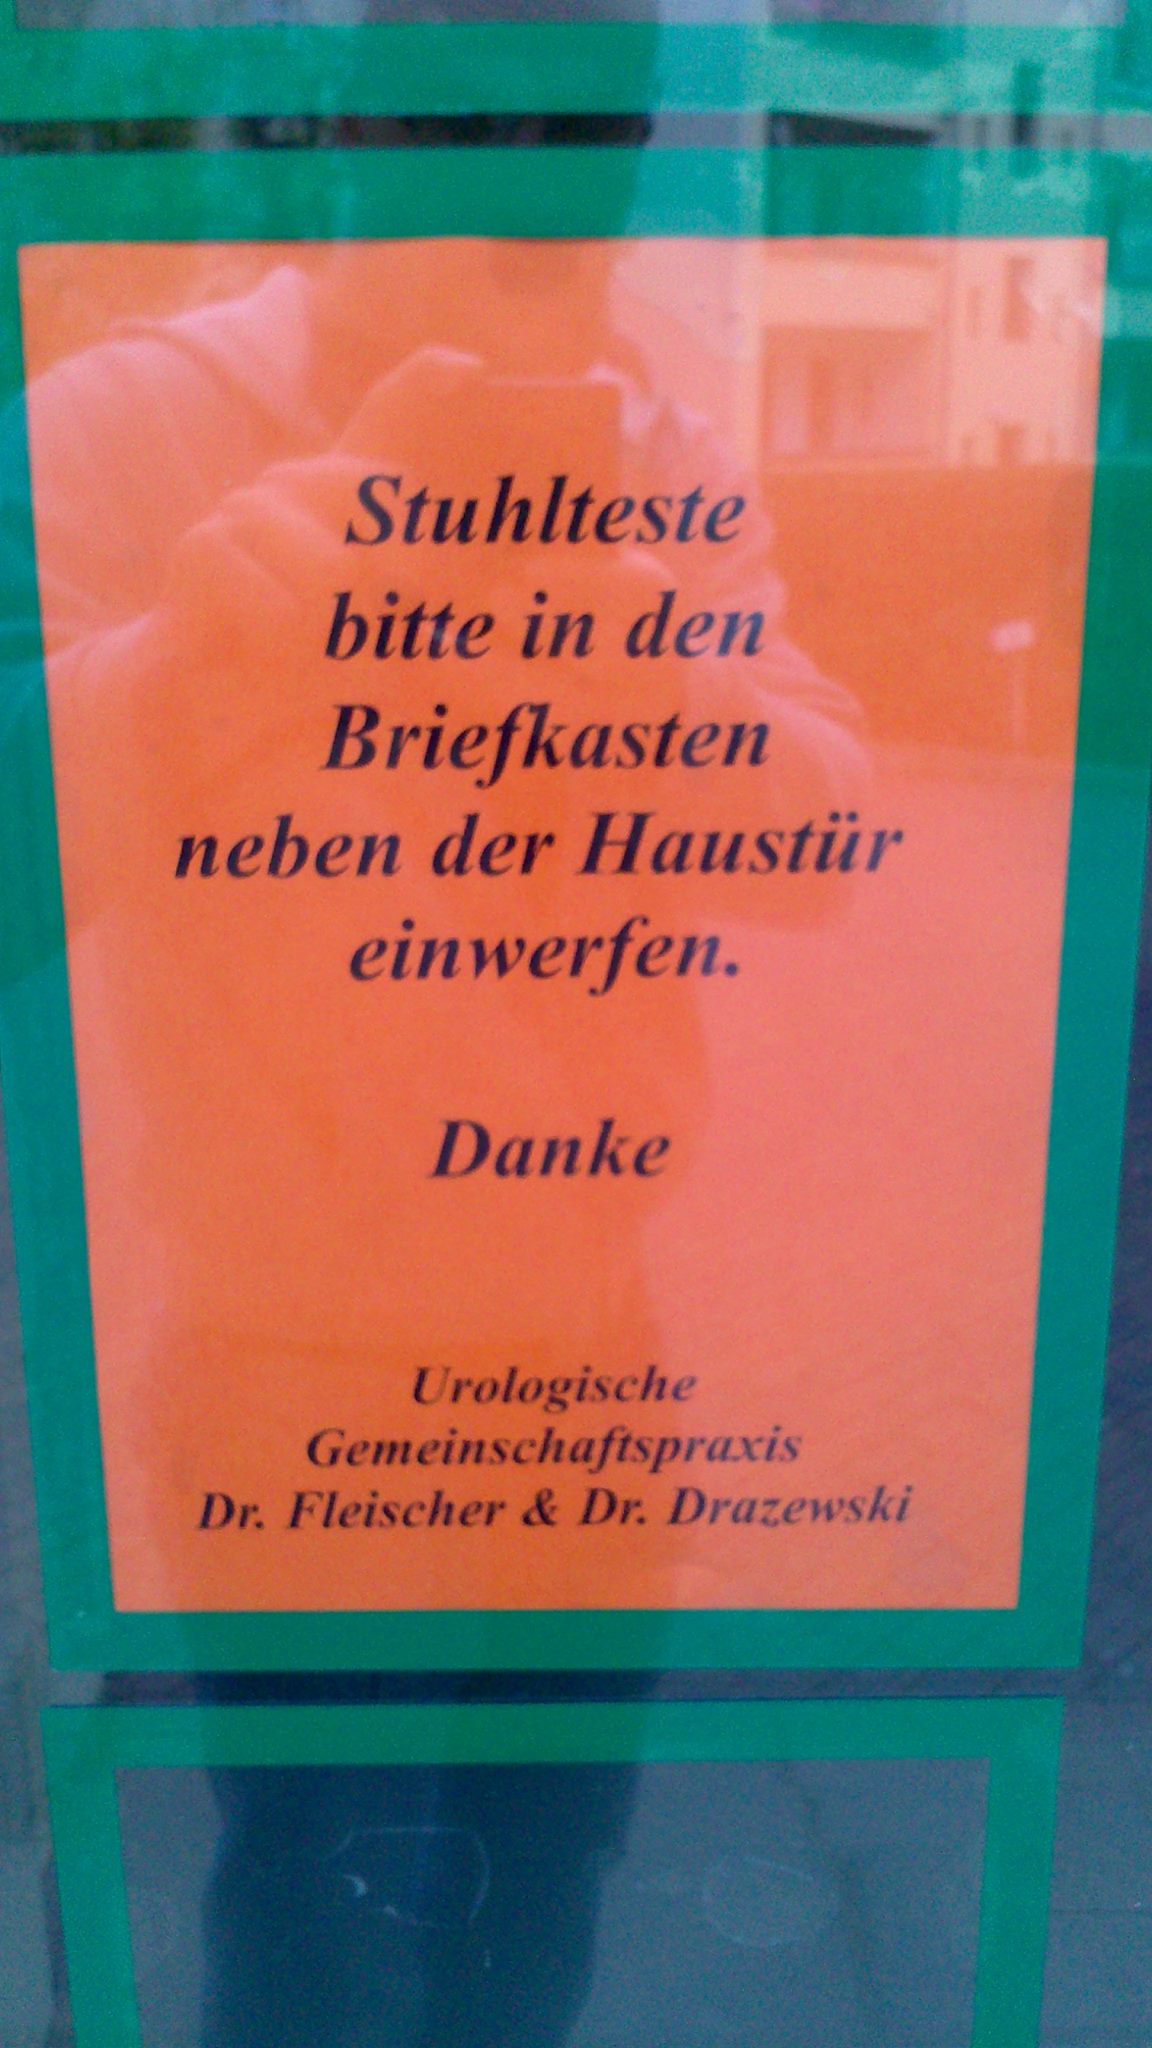 Stuhlteste
bitte in den
Briefkasten
neben der Haustür
einwerfen.
Danke
Urologische
Gemeinschaftspraxis
Dr. Fleischer & Dr. Drazewski